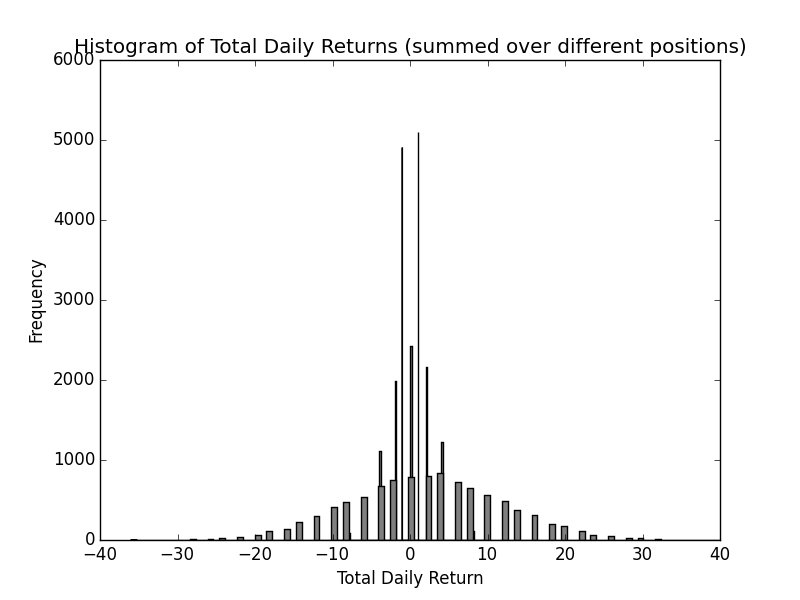 Histogram of Total Daily Returns (summed over different positions)
6000
5000
4000
3000
2000
1000
0
Frequency
−40 −30 −20 −10 0 10 20 30 40
Total Daily Return